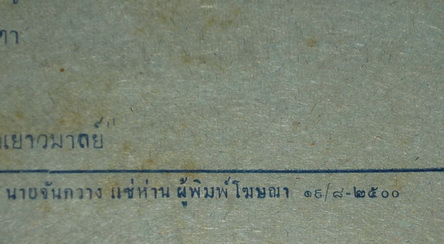 ๆา
เยาวมาลย์"
นายจันกวาง แซ่ห่าน ผู้พิมพ์โฆษณา ๑๕/๘-๒๕๐๐